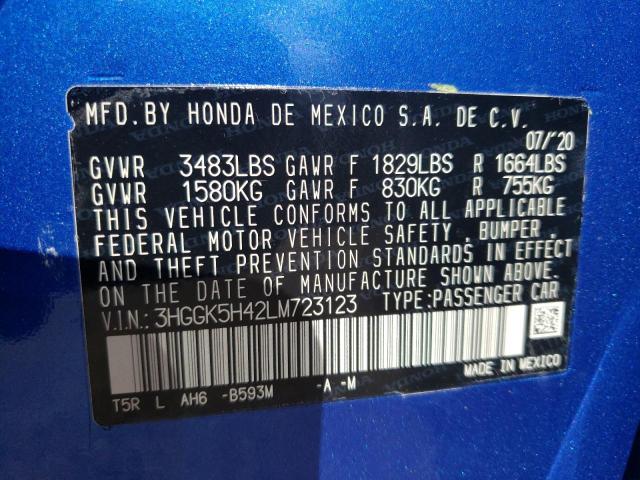 MFD. BY HONDA DE MEXICO S.A. DE C.V.
07/'20
GVWR 3483LBS GAWR F 1829LBS R 1664LBS
GVWR 1580KG GAWR F 830KG R 755KG
THIS VEHICLE CONFORMS TO ALL APPLICABLE
FEDERAL MOTOR VEHICLE SAFETY, BUMPER,
AND THEFT PREVENTION STANDARDS IN EFFECT
ON THE DATE OF MANUFACTURE SHOWN ABOVE.
V.I.N.: 3HGGK5H42LM723123 TYPE:PASSENGER CAR
MADE IN MEXICO
T5R L AH6 -B593M -A -M